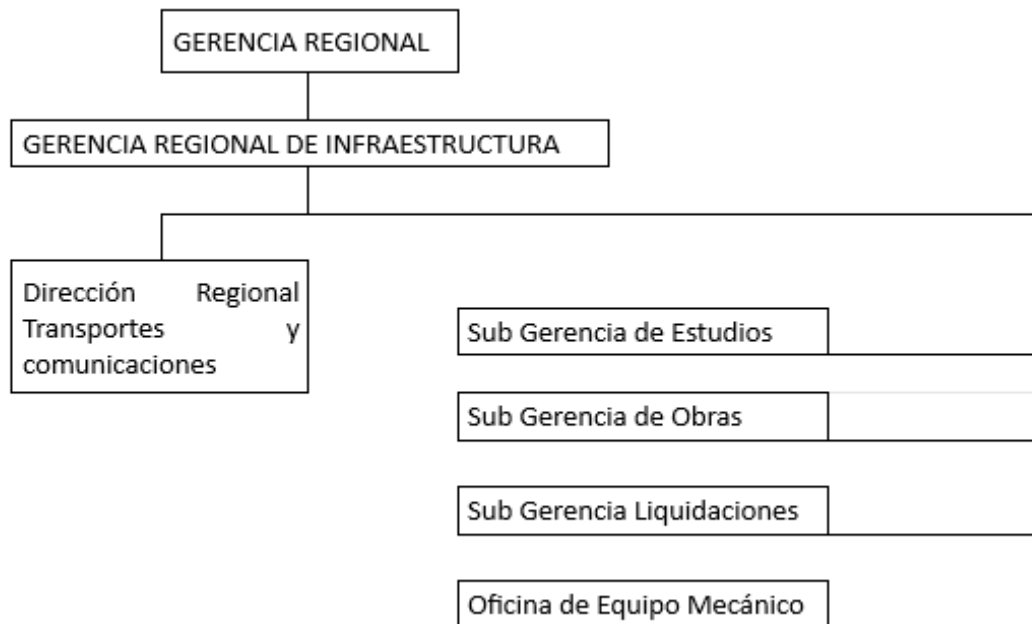 GERENCIA REGIONAL
GERENCIA REGIONAL DE INFRAESTRUCTURA
Dirección Regional
Transportes y
comunicaciones
Sub Gerencia de Estudios
Sub Gerencia de Obras
Sub Gerencia Liquidaciones
Oficina de Equipo Mecánico